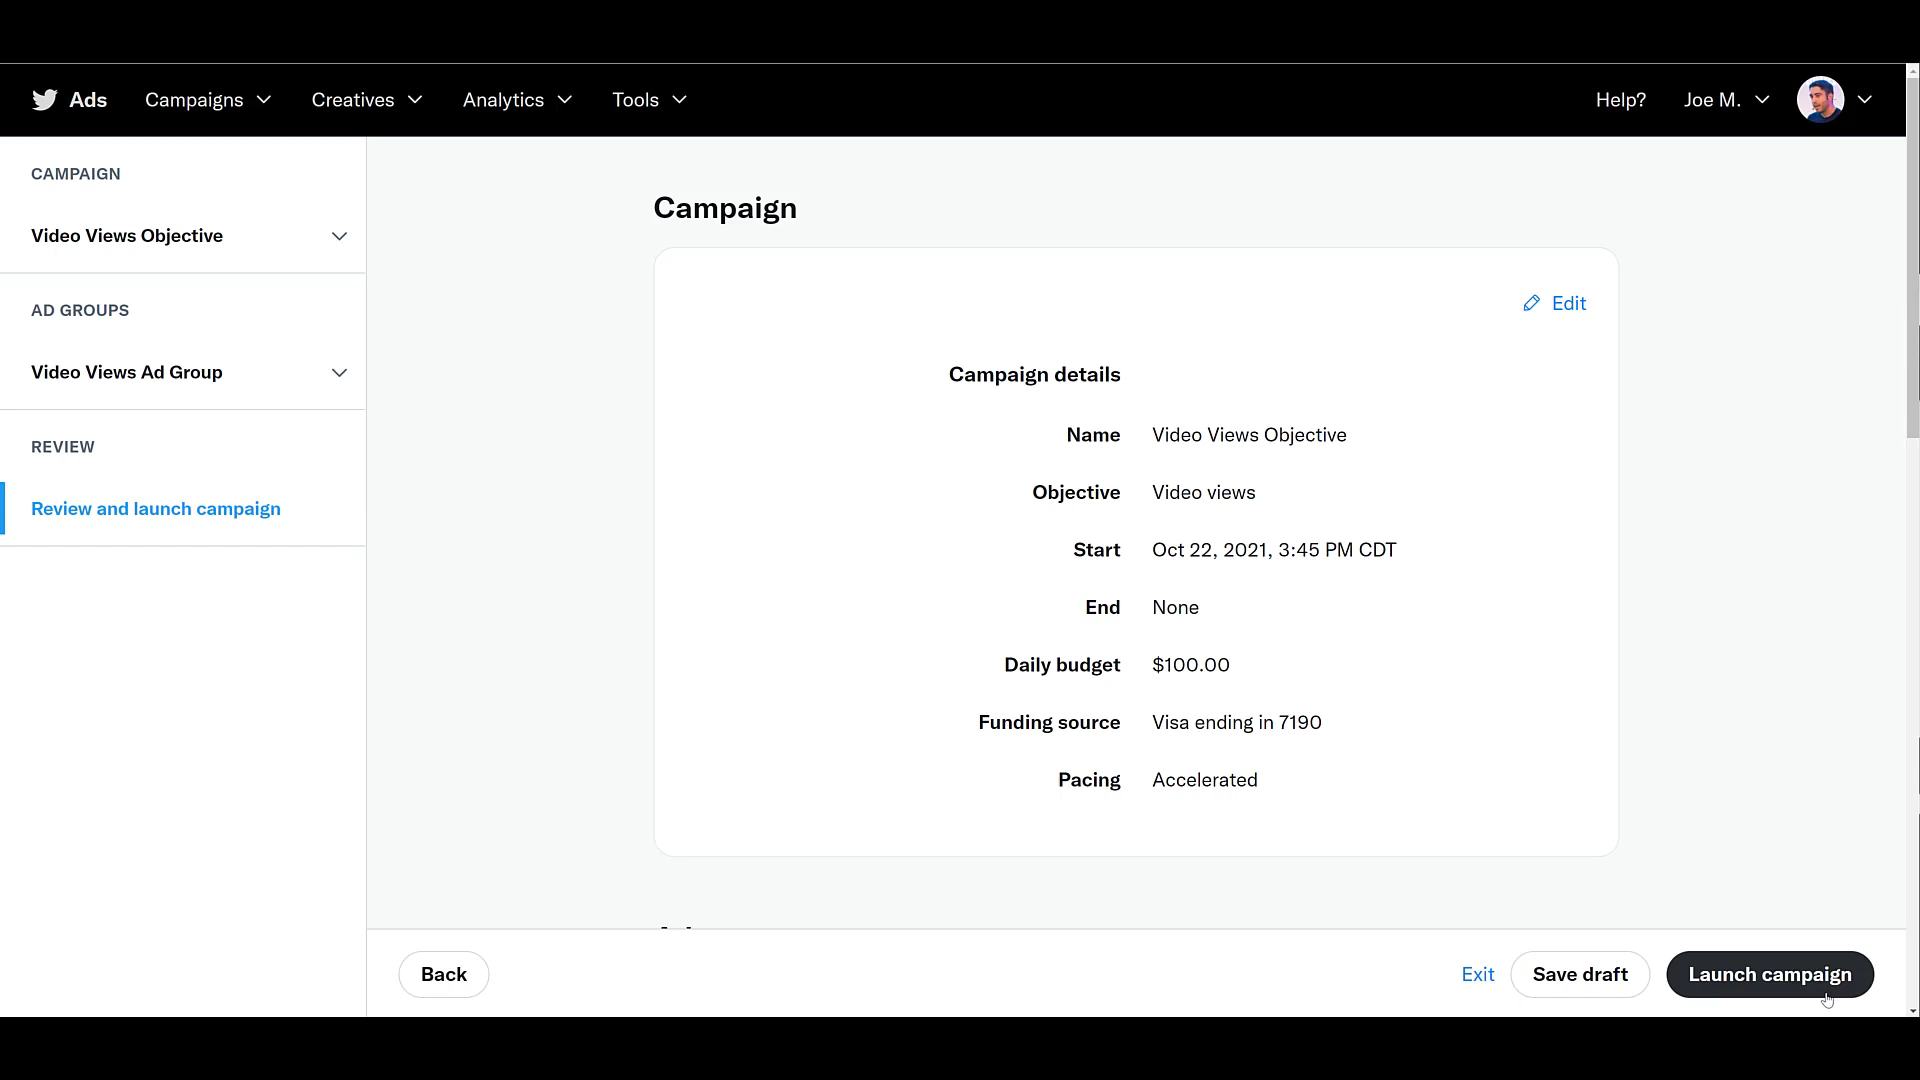 Ads Campaigns Creatives Analytics Tools Help? Joe M.
CAMPAIGN
Video Views Objective
AD GROUPS
Video Views Ad Group
REVIEW
Review and launch campaign
Campaign
Edit
Campaign details
Name Video Views Objective
Objective Video views
Start Oct 22, 2021, 3:45 PM CDT
End None
Daily budget $100.00
Funding source Visa ending in 7190
Pacing Accelerated
Back Exit Save draft Launch campaign